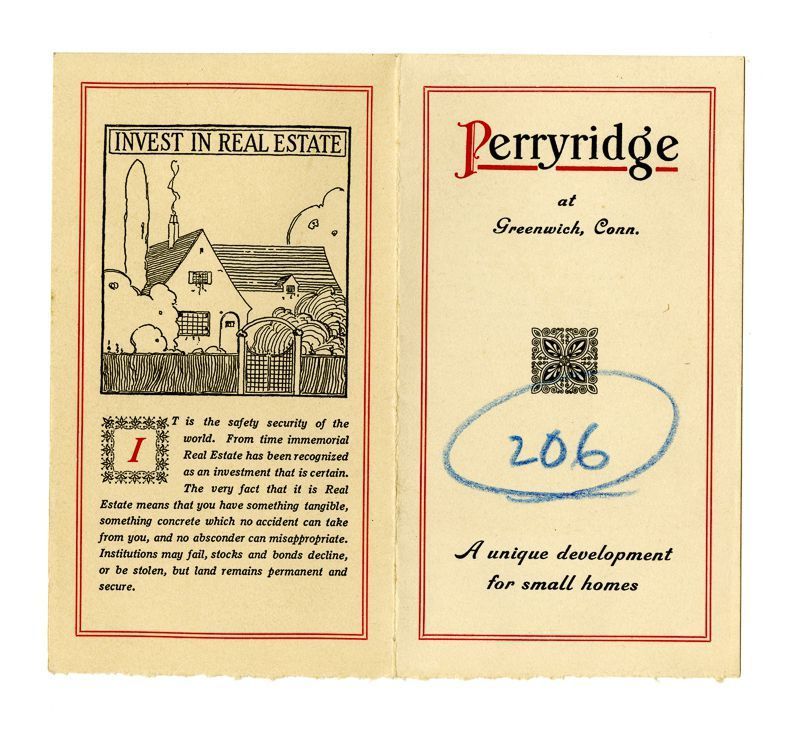 INVEST IN REAL ESTATE
IT is the safety security of the
world. From time immemorial
Real Estate has been recognized
as an investment that is certain.
The very fact that it is Real
Estate means that you have something tangible,
something concrete which no accident can take
from you, and no absconder can misappropriate.
Institutions may fail, stocks and bonds decline,
or be stolen, but land remains permanent and
secure.
Perryridge
at
Greenwich, Conn.
206
A unique development
for small homes